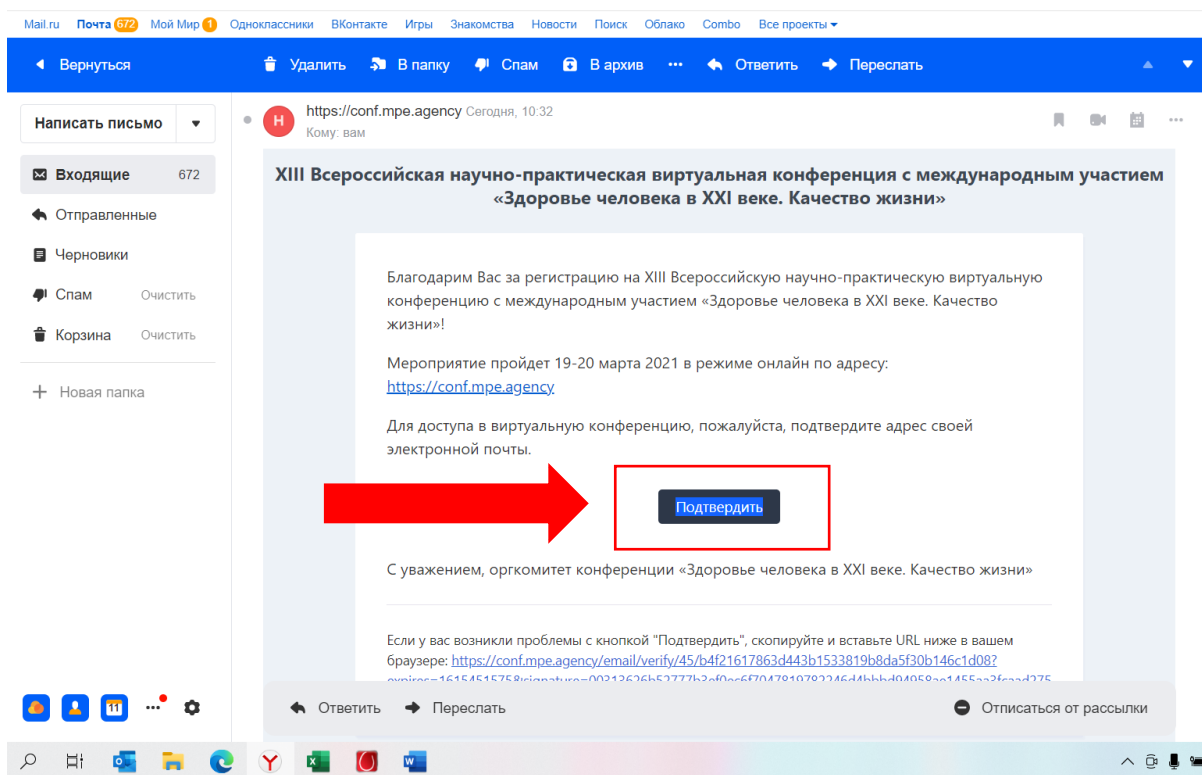 Mail.ru Почта 672 Мой Мир 1 Одноклассники ВКонтакте Игры Знакомства Новости Поиск Облако Combo Все проекты
Вернуться Удалить В папку Спам В архив Ответить Переслать
Написать письмо
Входящие 672
Отправленные
Черновики
Спам Очистить
Корзина Очистить
Новая папка
11
Н
https://conf.mpe.agency Сегодня, 10:32
Кому: вам
XIII Всероссийская научно-практическая виртуальная конференция с международным участием
«Здоровье человека в XXI веке. Качество жизни»
Благодарим Вас за регистрацию на XIII Всероссийскую научно-практическую виртуальную
конференцию с международным участием «Здоровье человека в XXI веке. Качество
жизни»!
Мероприятие пройдет 19-20 марта 2021 в режиме онлайн по адресу:
https://conf.mpe.agency
Для доступа в виртуальную конференцию, пожалуйста, подтвердите адрес своей
электронной почты.
Подтвердить
С уважением, оргкомитет конференции «Здоровье человека в XXI веке. Качество жизни»
Если у вас возникли проблемы с кнопкой "Подтвердить", скопируйте и вставьте URL ниже в вашем
браузере: https://conf.mpe.agency/email/verify/45/b4f21617863d443b1533819b8da5f30b146c1d08?
Ответить Переслать Отписаться от рассылки